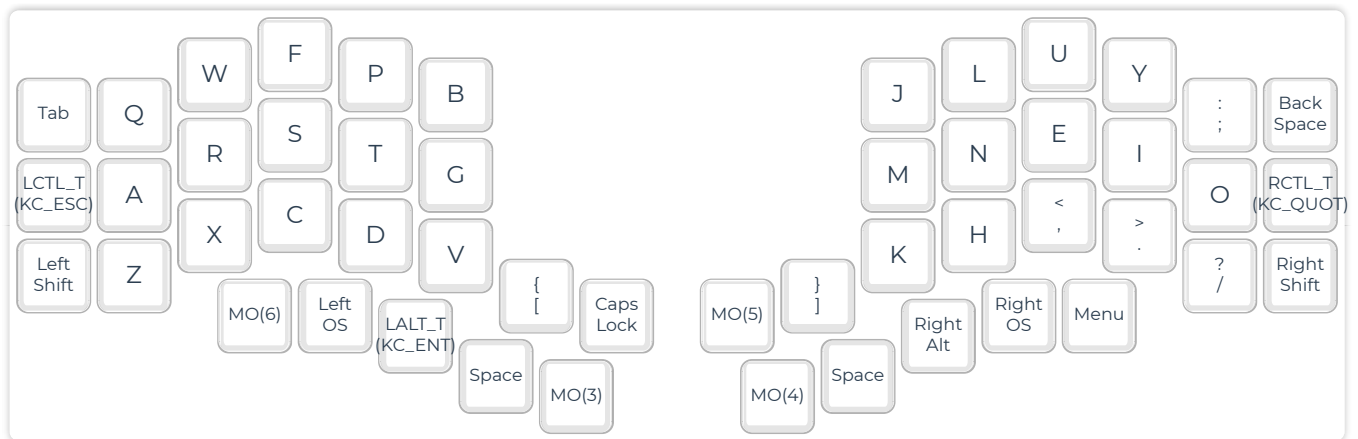 Tab
Q
W
F
P
B
J
L
U
Y
:
;
Back
Space
LCTL_T
(KC_ESC)
A
R
S
T
G
M
N
E
I
O
RCTL_T
(KC_QUOT)
Left
Shift
Z
X
C
D
V
K
H
<
,
>
.
?
/
Right
Shift
MO(6)
Left
OS
LALT_T
(KC_ENT)
{
[
Caps
Lock
MO(5)
}
]
Right
Alt
Right
OS
Menu
Space
MO(3)
MO(4)
Space